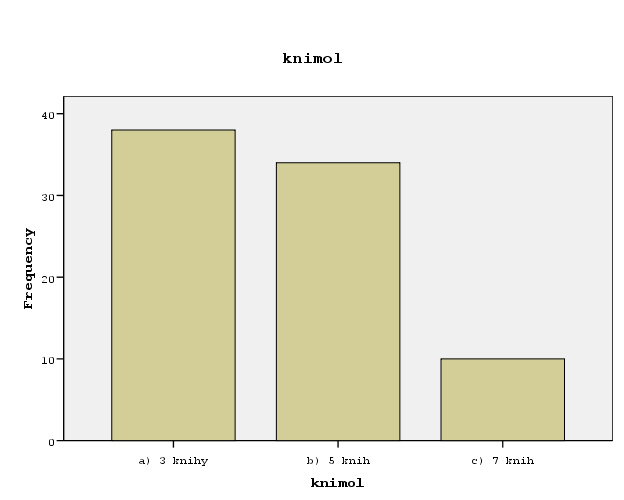 knimol
40
30
20
10
0
Frequency
a) 3 knihy
b) 5 knih
c) 7 knih
knimol